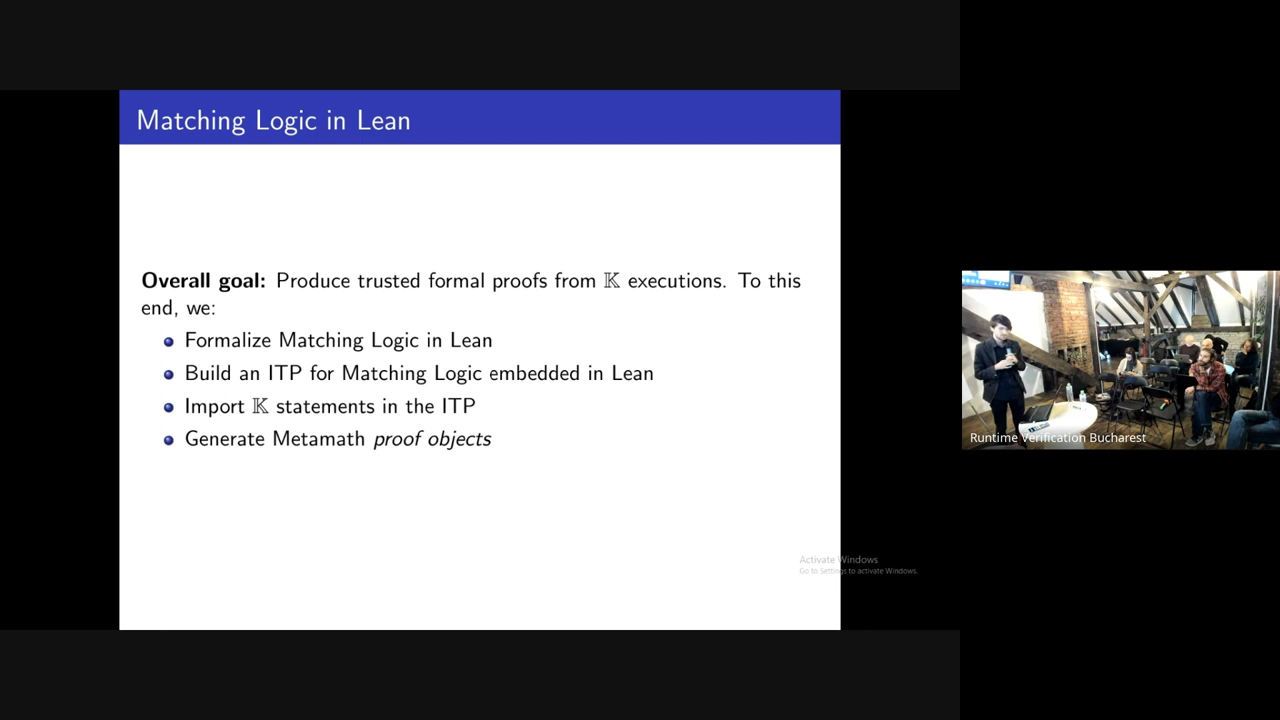 Matching Logic in Lean
Overall goal: Produce trusted formal proofs from 𝕂 executions. To this
end, we:
Formalize Matching Logic in Lean
Build an ITP for Matching Logic embedded in Lean
Import 𝕂 statements in the ITP
Generate Metamath proof objects
Runtime Verification Bucharest
Activate Windows
Go to Settings to activate Windows.